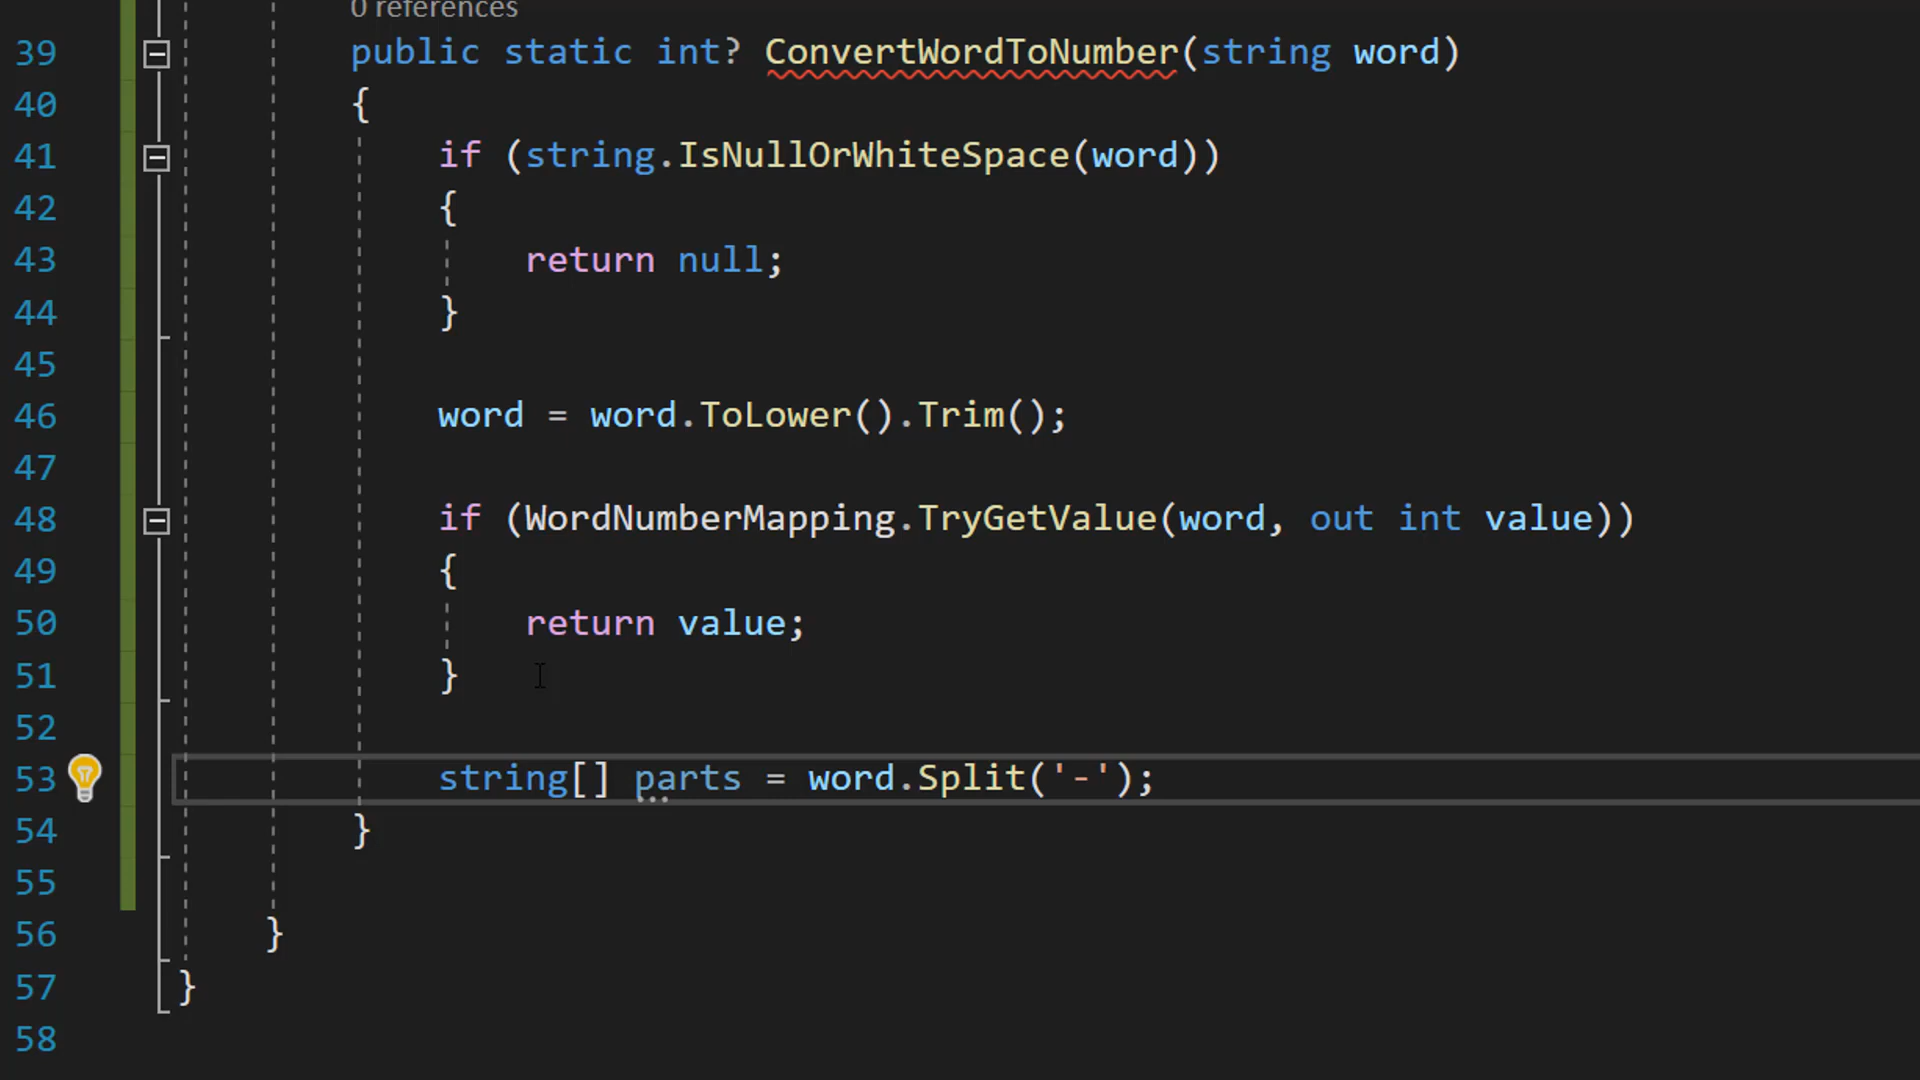 0 references
39 public static int? ConvertWordToNumber(string word)
40 {
41 if (string.IsNullOrWhiteSpace(word))
42 {
43 return null;
44 }
45
46 word = word.ToLower().Trim();
47
48 if (WordNumberMapping.TryGetValue(word, out int value))
49 {
50 return value;
51 }
52
53 string[] parts = word.Split('-');
54 }
55
56 }
57 }
58